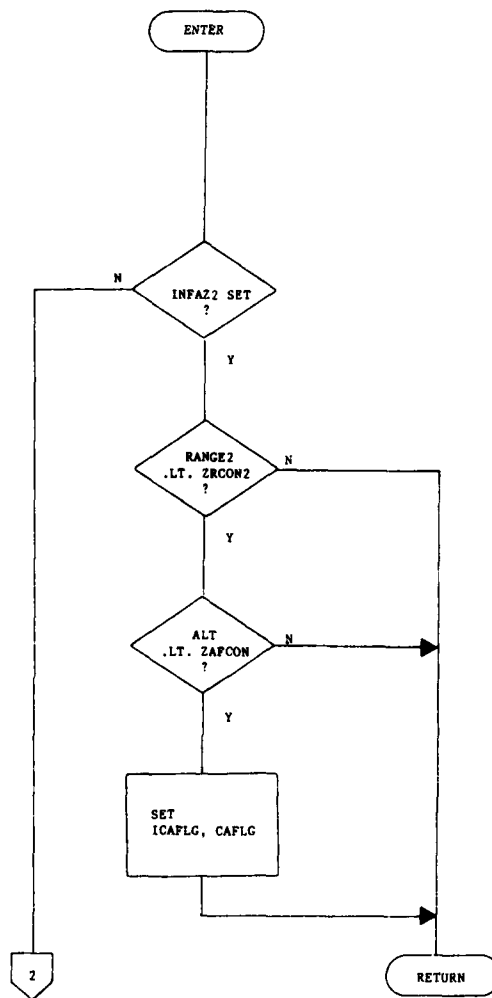 ENTER
N
INFAZ2 SET
?
Y
RANGE2
.LT. ZRCON2
?
N
Y
ALT
.LT. ZAFCON
?
N
Y
SET
ICAFLG, CAFLG
2
RETURN